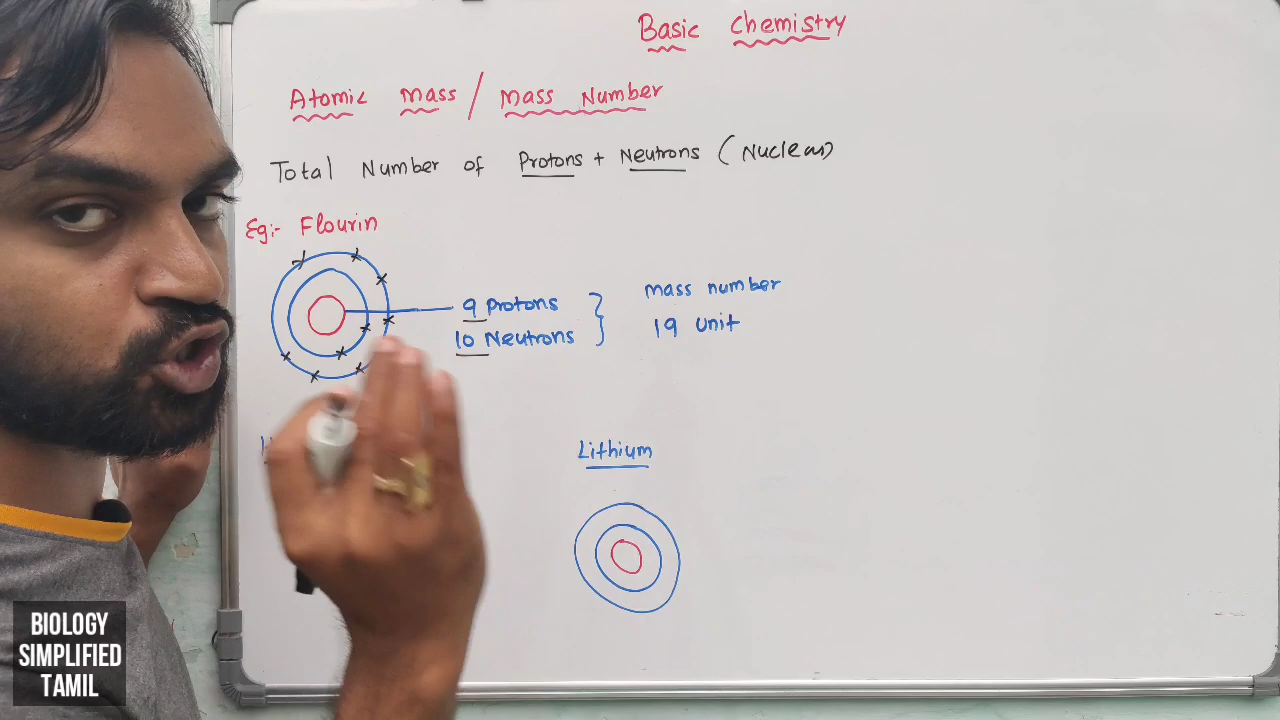 Basic Chemistry
Atomic Mass / Mass Number
Total Number of Protons + Neutrons (Nucleus)
Eg:- Flourin
9 Protons
10 Neutrons
mass number
19 unit
Lithium
BIOLOGY
SIMPLIFIED
TAMIL